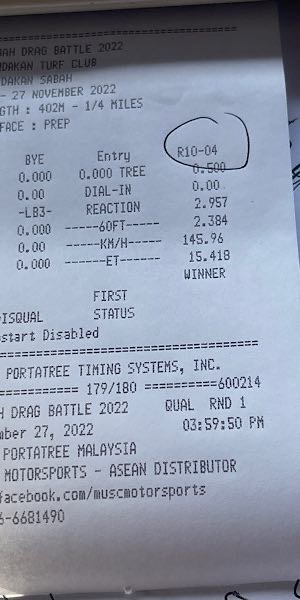 AH DRAG BATTLE 2022
NDAKAN TURF CLUB
DAKAN SABAH
- 27 NOVEMBER 2022
GTH : 402M - 1/4 MILES
FACE : PREP
BYE Entry R10-04
0.000 0.000 TREE 0.500
0.00 DIAL-IN 0.00
-LB3- REACTION 2.957
0.000 -----60FT----- 2.384
0.00 -----KM/H----- 145.96
0.000 ------ET------ 15.418
WINNER
FIRST
ISQUAL STATUS
start Disabled
PORTATREE TIMING SYSTEMS, INC.
=========== 179/180 ==========600214
H DRAG BATTLE 2022 QUAL RND 1
mber 27, 2022 03:59:50 PM
PORTATREE MALAYSIA
MOTORSPORTS - ASEAN DISTRIBUTOR
facebook.com/muscmotorsports
6-6681490